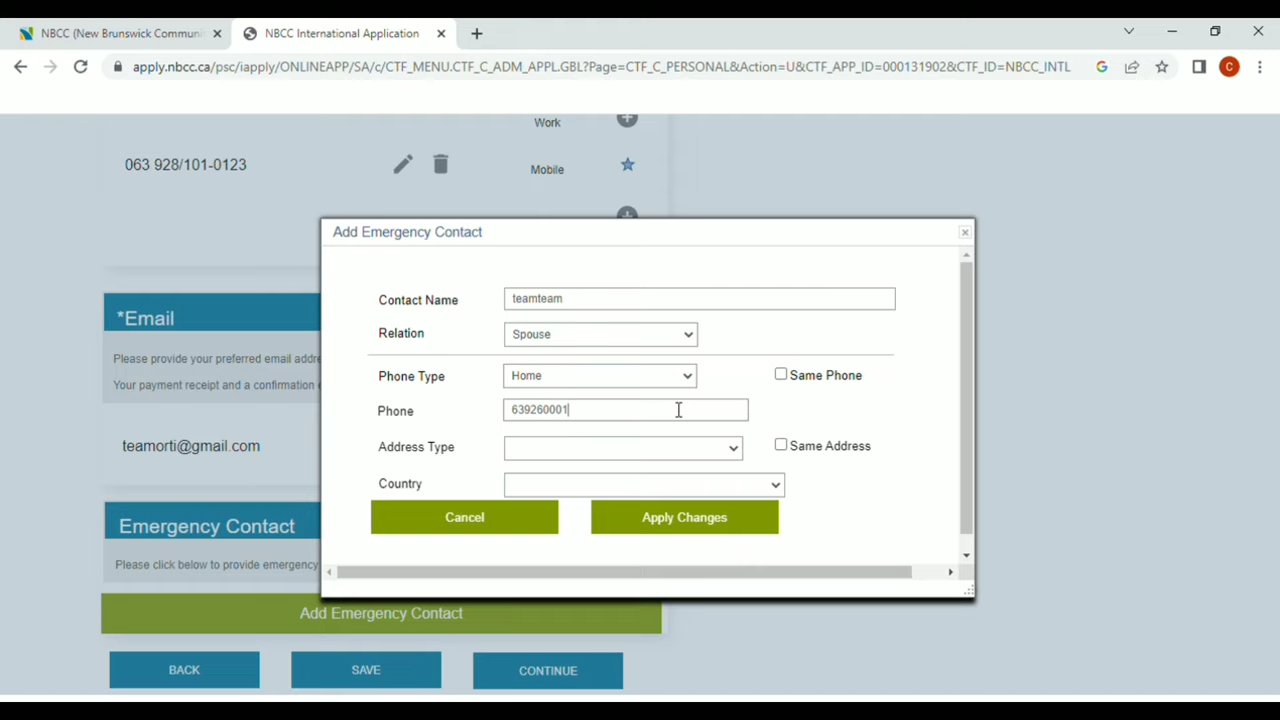 NBCC (New Brunswick Commun
NBCC International Application
apply.nbcc.ca/psc/iapply/ONLINEAPP/SA/c/CTF_MENU.CTF_C_ADM_APPL.GBL?Page=CTF_C_PERSONAL&Action=U&CTF_APP_ID=000131902&CTF_ID=NBCC_INTL
C
Work
063 928/101-0123
Mobile
Add Emergency Contact
Contact Name
teamteam
Relation
Spouse
Phone Type
Home
Same Phone
Phone
639260001
Address Type
Same Address
Country
Cancel
Apply Changes
*Email
Please provide your preferred email addre
Your payment receipt and a confirmation e
teamorti@gmail.com
Emergency Contact
Please click below to provide emergency
Add Emergency Contact
BACK
SAVE
CONTINUE